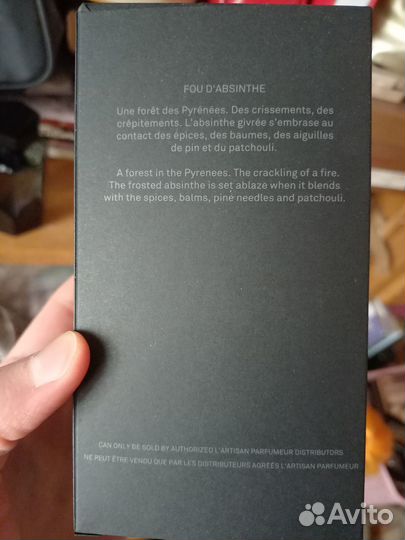 FOU D'ABSINTHE
Une forêt des Pyrénées. Des crissements, des
crépitements. L'absinthe givrée s'embrase au
contact des épices, des baumes, des aiguilles
de pin et du patchouli.
A forest in the Pyrenees. The crackling of a fire.
The frosted absinthe is set ablaze when it blends
with the spices, balms, pine needles and patchouli.
CAN ONLY BE SOLD BY AUTHORIZED L'ARTISAN PARFUMEUR DISTRIBUTORS
NE PEUT ÊTRE VENDU QUE PAR LES DISTRIBUTEURS AGRÉÉS L'ARTISAN PARFUMEUR
Avito